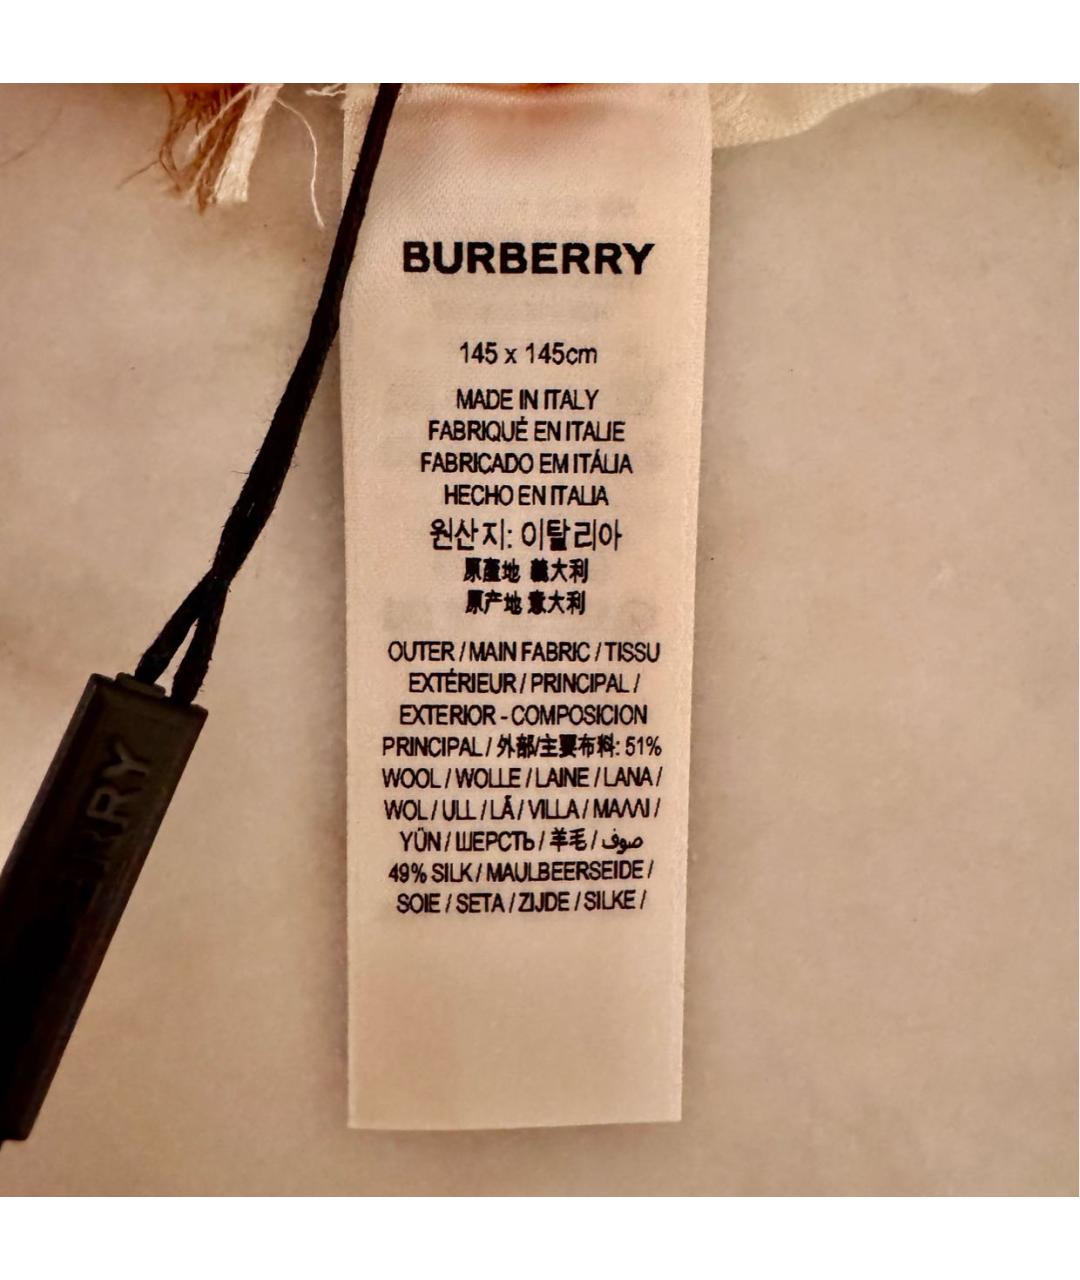 BURBERRY
145 x 145cm
MADE IN ITALY
FABRIQUÉ EN ITALIE
FABRICADO EM ITÁLIA
HECHO EN ITALIA
원산지: 이탈리아
原產地 義大利
原产地 意大利
OUTER / MAIN FABRIC / TISSU
EXTÉRIEUR / PRINCIPAL /
EXTERIOR - COMPOSICION
PRINCIPAL / 外部/主要布料: 51%
WOOL / WOLLE / LAINE / LANA /
WOL / ULL / LÃ / VILLA / ΜΑΛΛΙ /
YÜN / ШЕРСТЬ / 羊毛 / صوف
49% SILK / MAULBEERSEIDE /
SOIE / SETA / ZIJDE / SILKE /